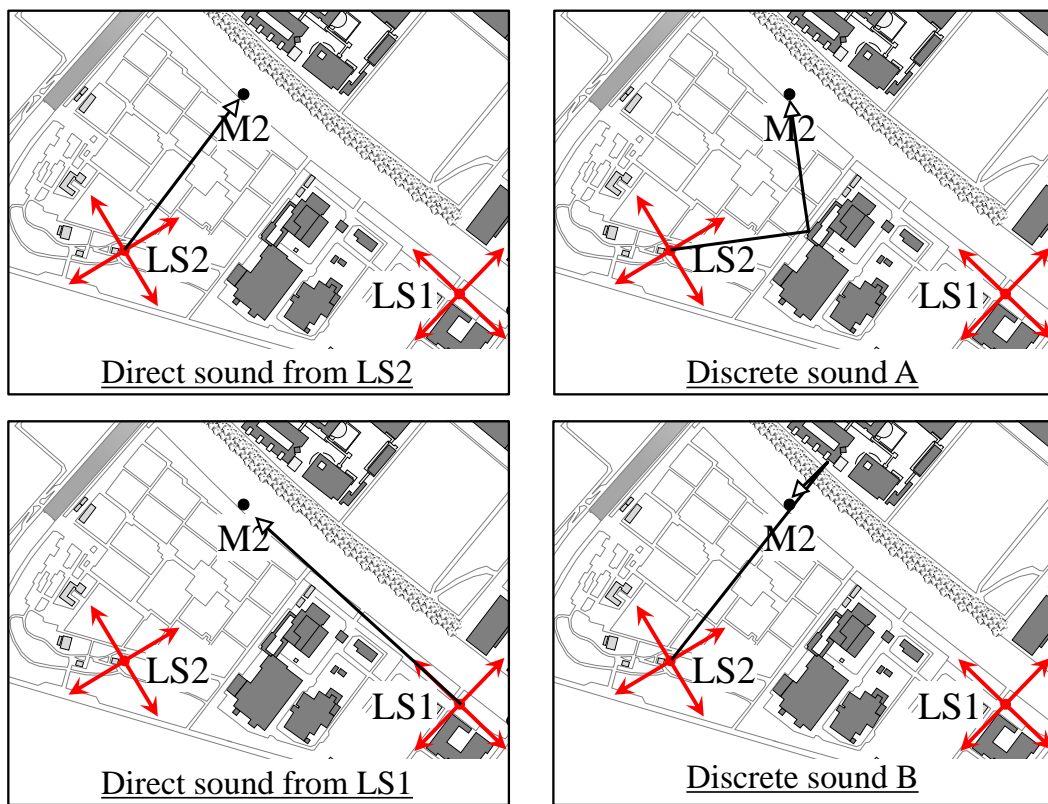 M2
LS2
LS1
Direct sound from LS2
M2
LS2
LS1
Discrete sound A
M2
LS2
LS1
Direct sound from LS1
M2
LS2
LS1
Discrete sound B